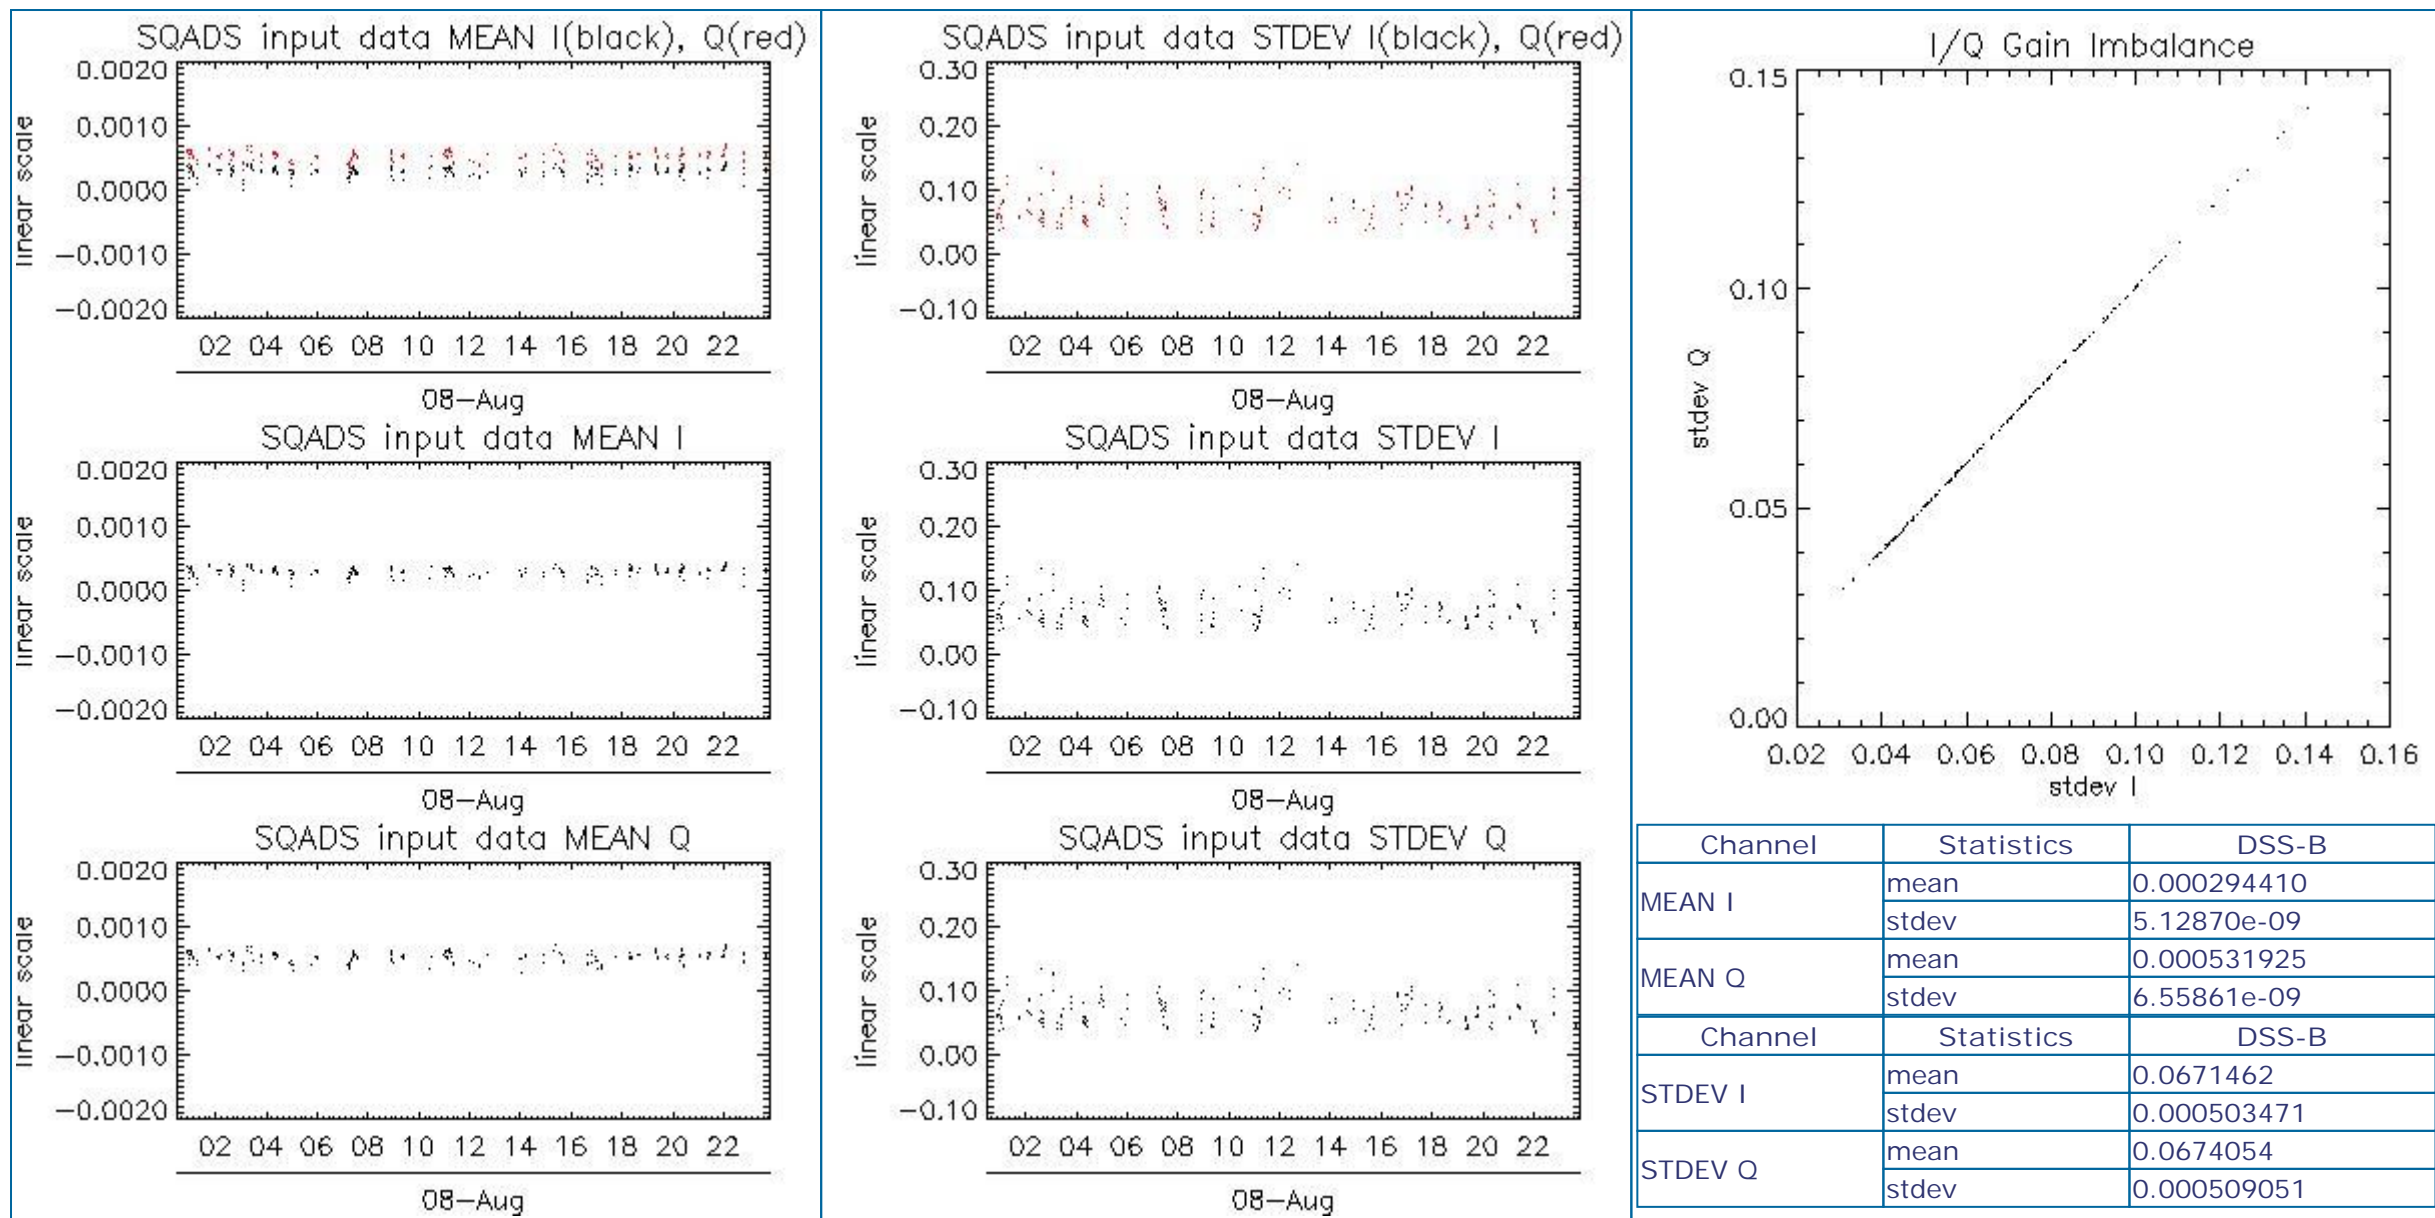 SQADS input data MEAN I(black), Q(red)
0.0020
0.0010
0.0000
-0.0010
-0.0020
linear scale
02 04 06 08 10 12 14 16 18 20 22
08-Aug
SQADS input data MEAN I
0.0020
0.0010
0.0000
-0.0010
-0.0020
linear scale
02 04 06 08 10 12 14 16 18 20 22
08-Aug
SQADS input data MEAN Q
0.0020
0.0010
0.0000
-0.0010
-0.0020
linear scale
02 04 06 08 10 12 14 16 18 20 22
08-Aug
SQADS input data STDEV I(black), Q(red)
0.30
0.20
0.10
0.00
-0.10
linear scale
02 04 06 08 10 12 14 16 18 20 22
08-Aug
SQADS input data STDEV I
0.30
0.20
0.10
0.00
-0.10
linear scale
02 04 06 08 10 12 14 16 18 20 22
08-Aug
SQADS input data STDEV Q
0.30
0.20
0.10
0.00
-0.10
linear scale
02 04 06 08 10 12 14 16 18 20 22
08-Aug
I/Q Gain Imbalance
0.15
0.10
0.05
0.00
stdev Q
0.02 0.04 0.06 0.08 0.10 0.12 0.14 0.16
stdev I
Channel Statistics DSS-B
MEAN I mean 0.000294410
stdev 5.12870e-09
MEAN Q mean 0.000531925
stdev 6.55861e-09
Channel Statistics DSS-B
STDEV I mean 0.0671462
stdev 0.000503471
STDEV Q mean 0.0674054
stdev 0.000509051